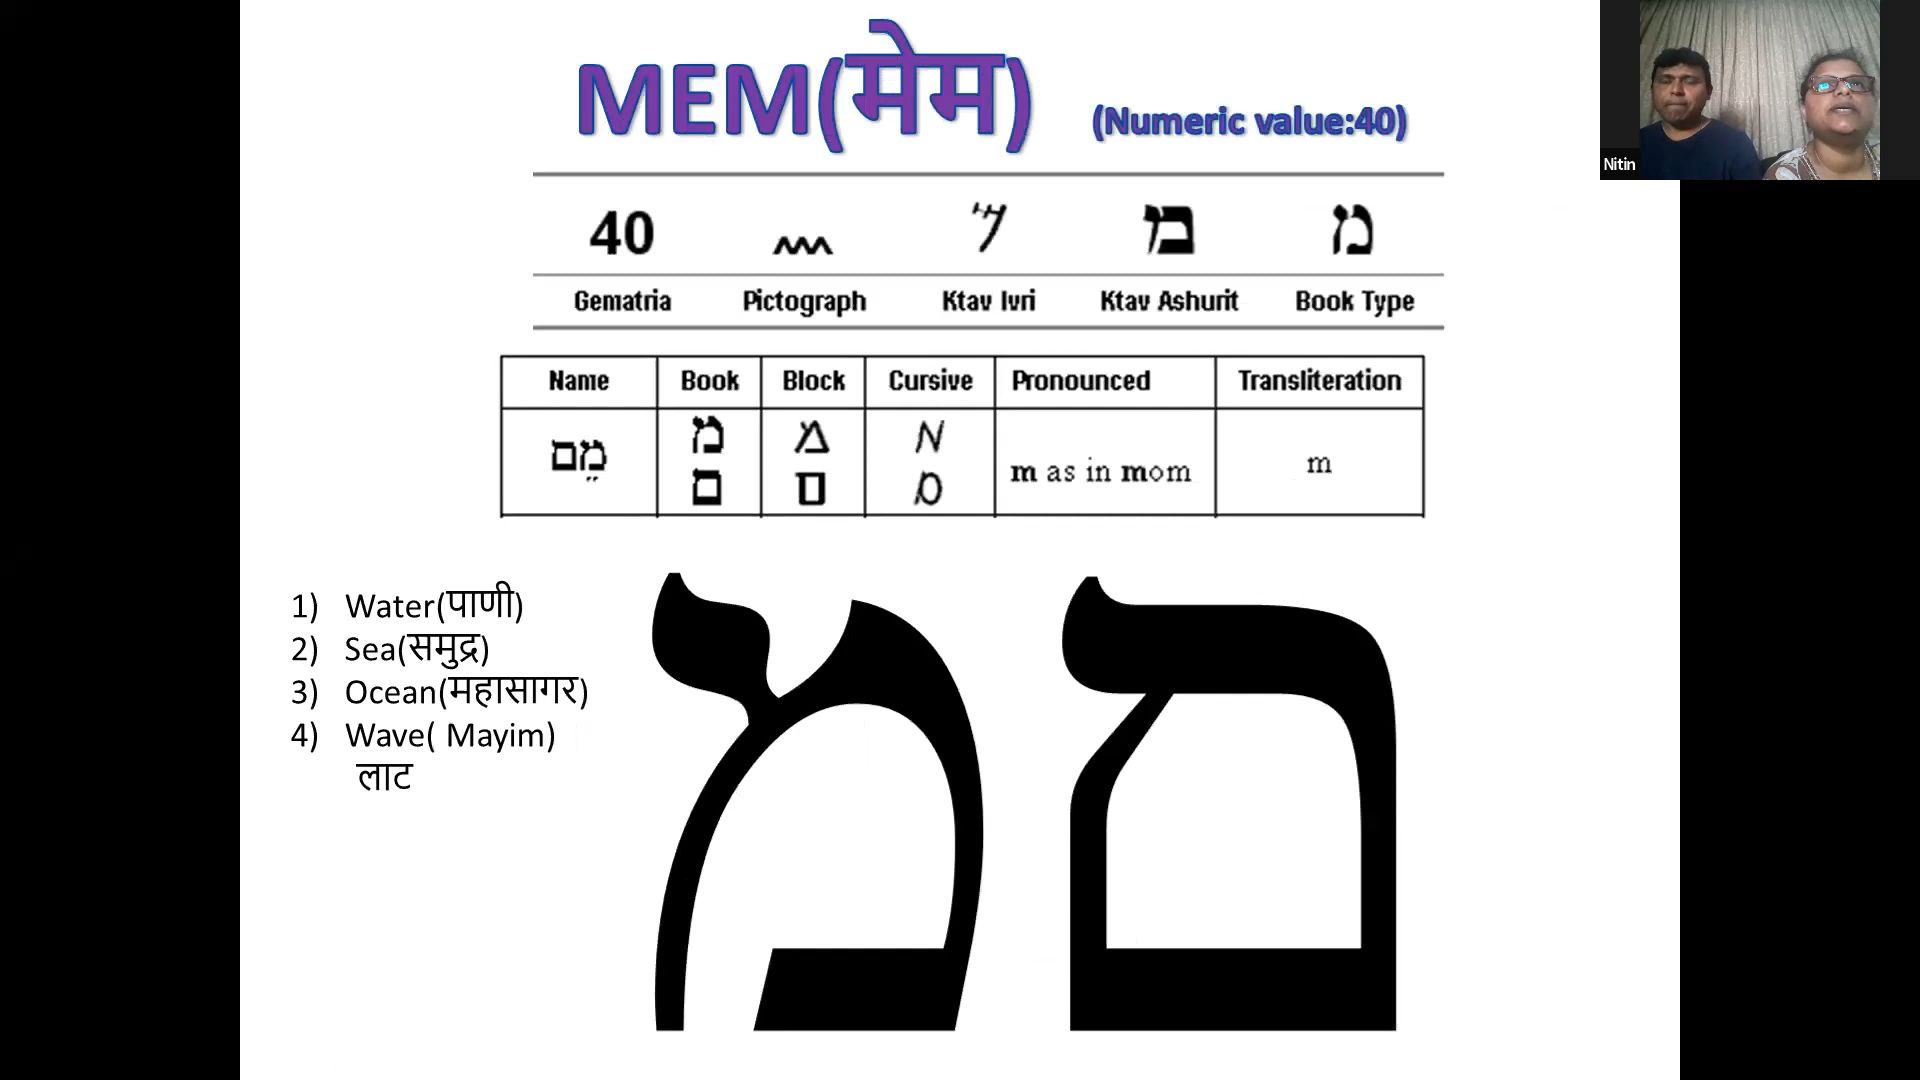 MEM(मेम) (Numeric value:40)
Nitin
40 𐤌 מ מ
Gematria Pictograph Ktav Ivri Ktav Ashurit Book Type
Name Book Block Cursive Pronounced Transliteration
מֵם מ מ מ m as in mom m
ם ם ם
1) Water(पाणी)
2) Sea(समुद्र)
3) Ocean(महासागर)
4) Wave( Mayim)
लाट
מ ם